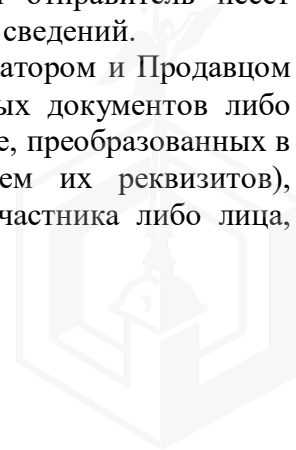 отправитель несет
сведений.
атором и Продавцом
ых документов либо
е, преобразованных в
ем их реквизитов),
частника либо лица,